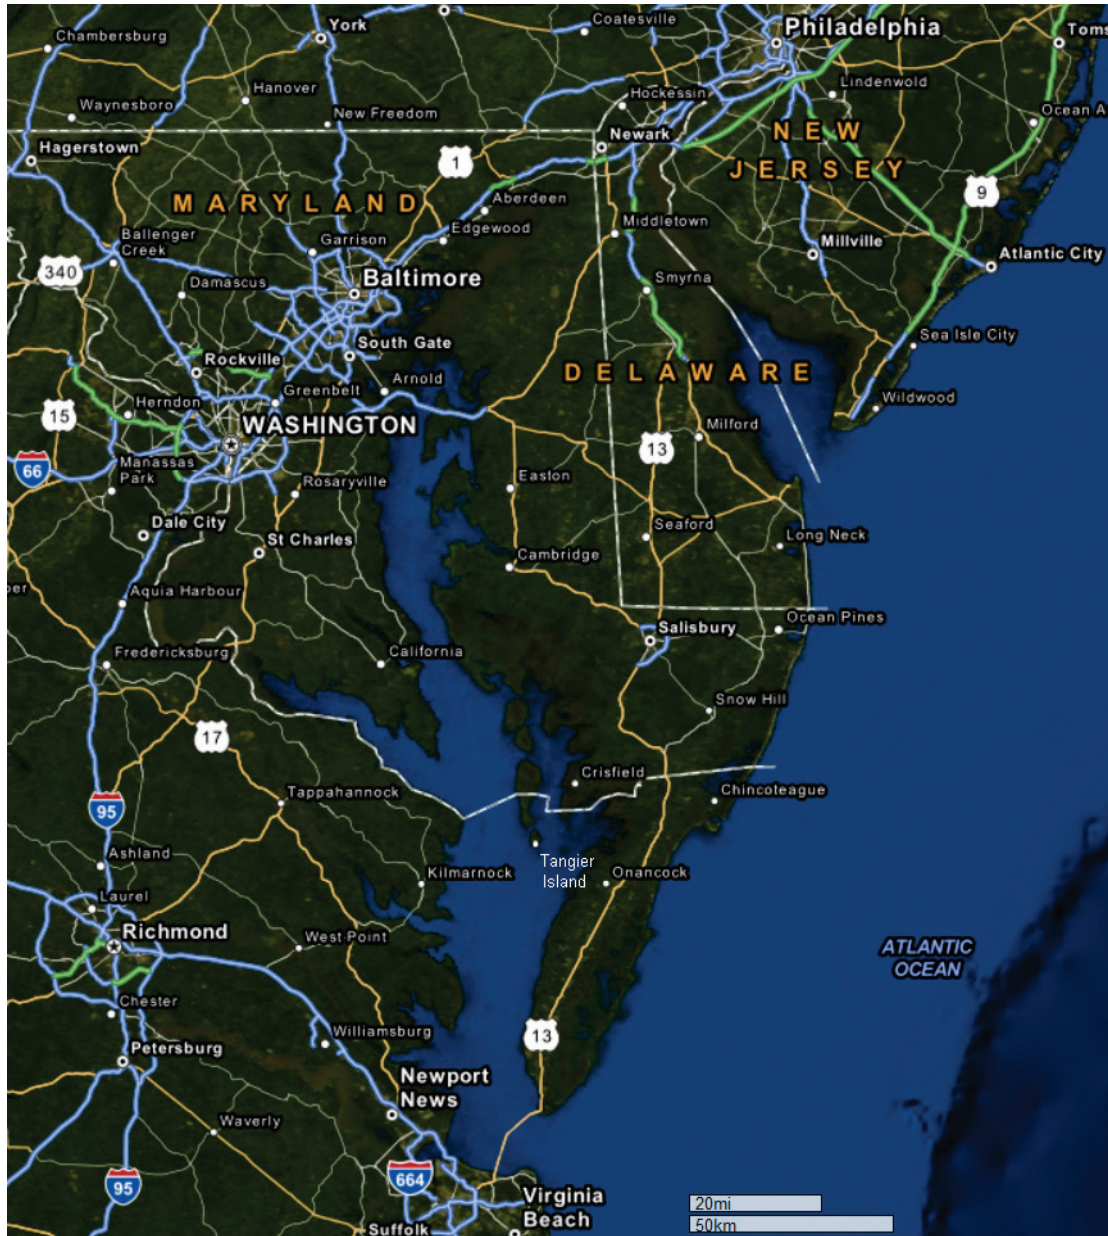 Coatesville
Philadelphia
York
Toms
Chambersburg
Lindenwold
Hanover
Hockessin
Waynesboro
New Freedom
Ocean A
Newark
NEW
JERSEY
Hagerstown
1
9
MARYLAND
Aberdeen
Edgewood
Middletown
Ballenger
Creek
Garrison
Millville
Atlantic City
340
Damascus
Baltimore
Smyrna
Sea Isle City
South Gate
Rockville
DELAWARE
Arnold
Greenbelt
Wildwood
15
Herndon
WASHINGTON
Milford
13
66
Manassas
Park
Easton
Rosaryville
Dale City
Seaford
St Charles
Long Neck
Cambridge
per
Aquia Harbour
Ocean Pines
Salisbury
Fredericksburg
California
Snow Hill
17
Crisfield
Tappahannock
Chincoteague
95
Ashland
Tangier
Island
Kilmarnock
Onancock
Laurel
Richmond
West Point
ATLANTIC
OCEAN
Chester
Williamsburg
13
Petersburg
Newport
News
Waverly
95
664
Virginia
Beach
20mi
50km
Suffolk